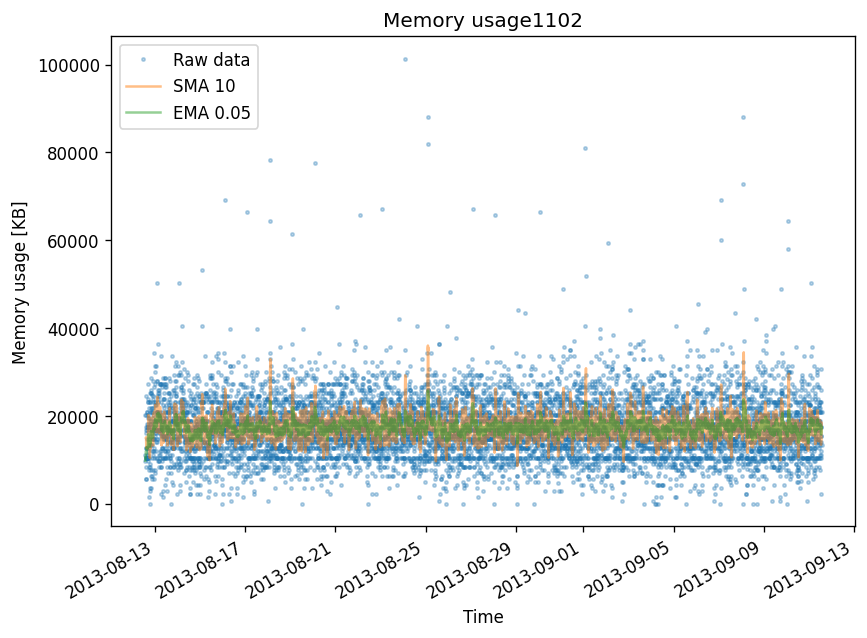 Memory usage1102
Raw data
SMA 10
EMA 0.05
100000
80000
60000
40000
20000
0
Memory usage [KB]
2013-08-13
2013-08-17
2013-08-21
2013-08-25
2013-08-29
2013-09-01
2013-09-05
2013-09-09
2013-09-13
Time